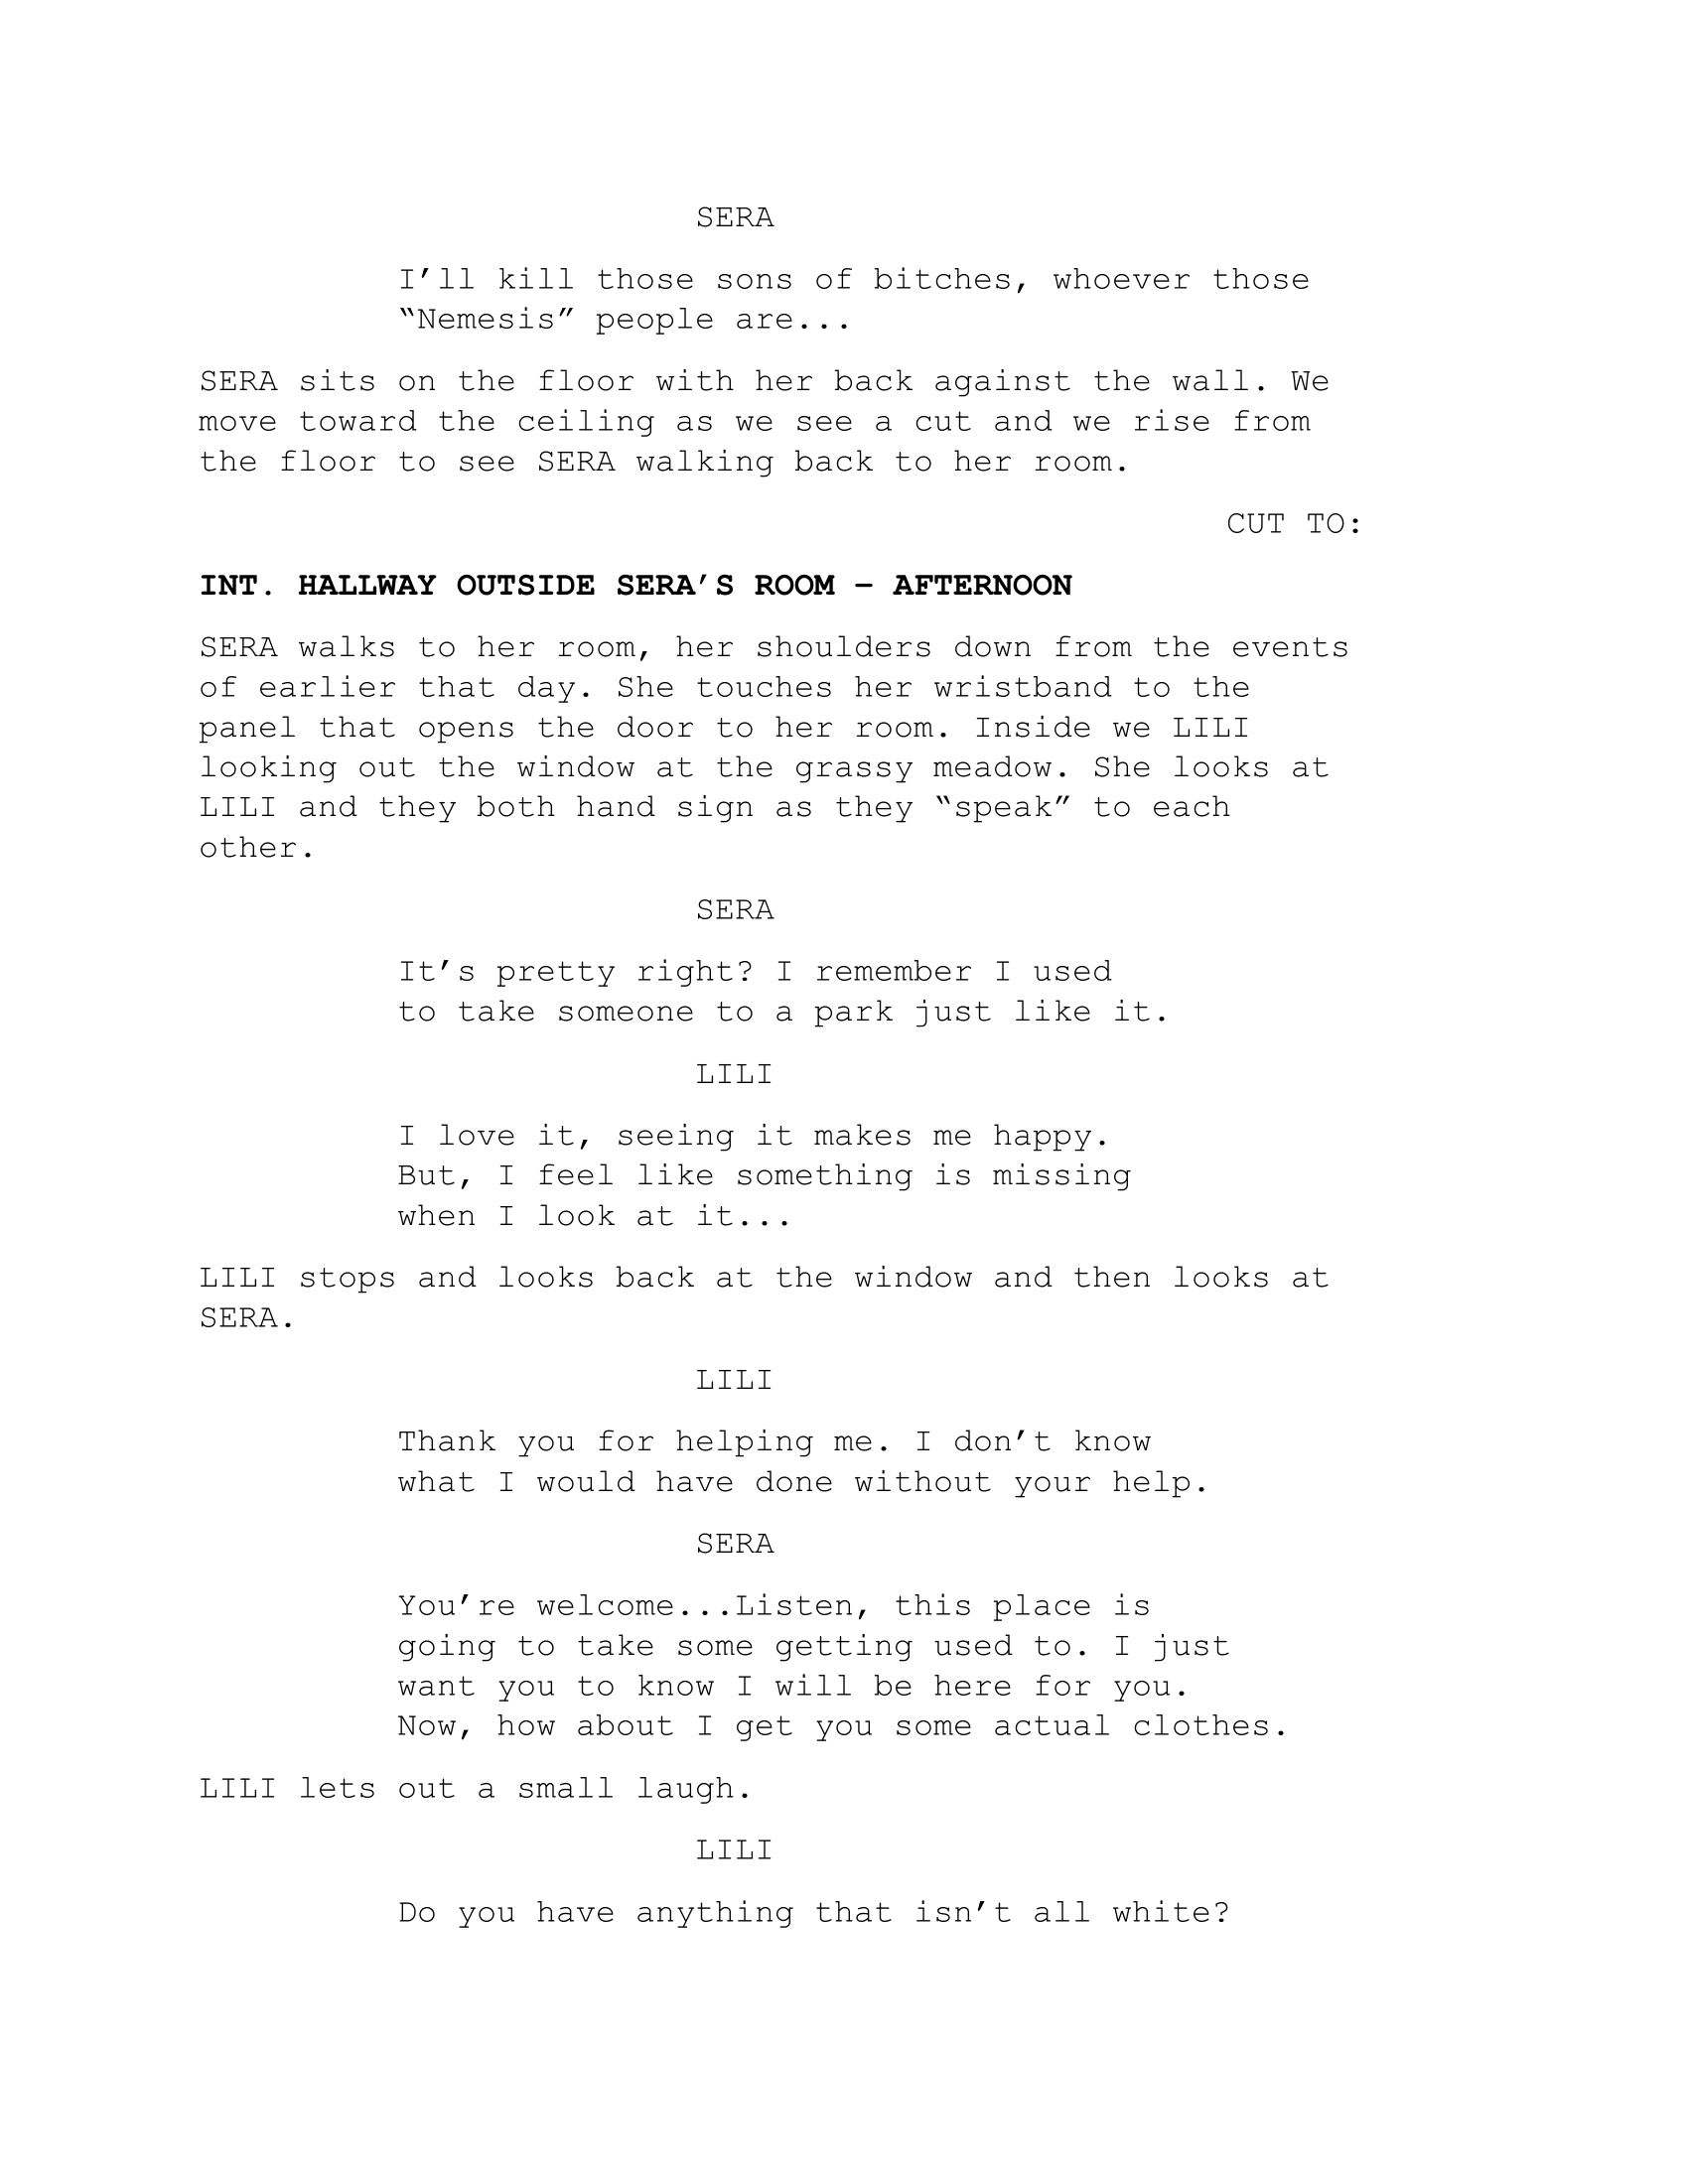 SERA
I’ll kill those sons of bitches, whoever those
“Nemesis” people are...
SERA sits on the floor with her back against the wall. We
move toward the ceiling as we see a cut and we rise from
the floor to see SERA walking back to her room.
CUT TO:
INT. HALLWAY OUTSIDE SERA’S ROOM – AFTERNOON
SERA walks to her room, her shoulders down from the events
of earlier that day. She touches her wristband to the
panel that opens the door to her room. Inside we LILI
looking out the window at the grassy meadow. She looks at
LILI and they both hand sign as they “speak” to each
other.
SERA
It’s pretty right? I remember I used
to take someone to a park just like it.
LILI
I love it, seeing it makes me happy.
But, I feel like something is missing
when I look at it...
LILI stops and looks back at the window and then looks at
SERA.
LILI
Thank you for helping me. I don’t know
what I would have done without your help.
SERA
You’re welcome...Listen, this place is
going to take some getting used to. I just
want you to know I will be here for you.
Now, how about I get you some actual clothes.
LILI lets out a small laugh.
LILI
Do you have anything that isn’t all white?